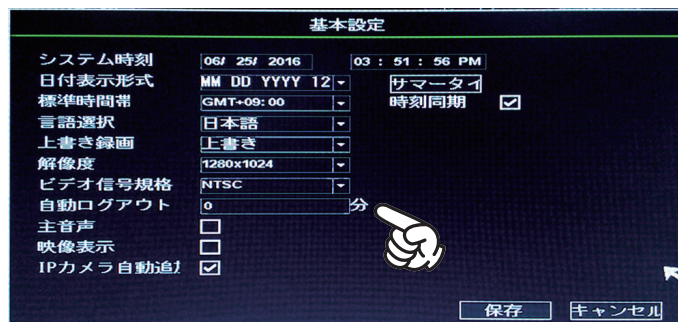 基本設定
システム時刻 06/ 25/ 2016 03 : 51 : 56 PM
日付表示形式 MM DD YYYY 12 サマータイ
標準時間帯 GMT+09:00 時刻同期
言語選択 日本語
上書き録画 上書き
解像度 1280x1024
ビデオ信号規格 NTSC
自動ログアウト 0 分
主音声
映像表示
IPカメラ自動追加
保存 キャンセル